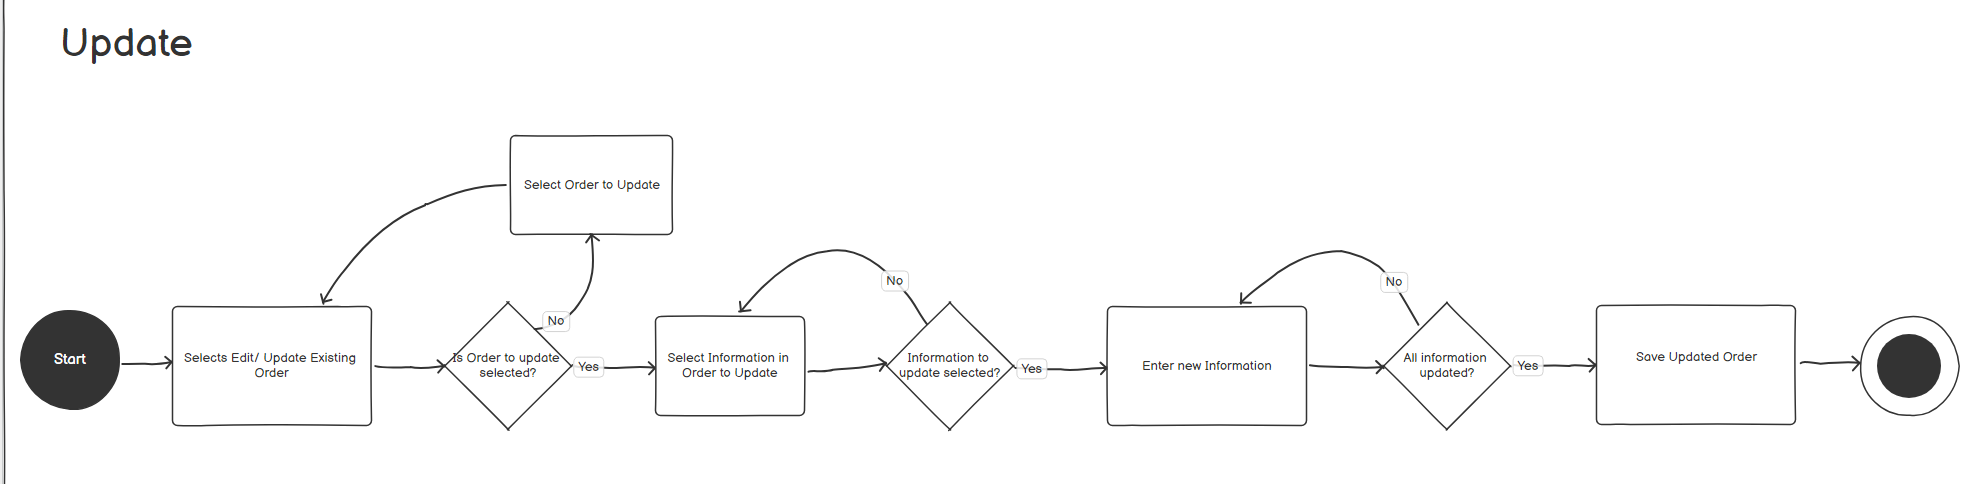 Update
Select Order to Update
Start
Selects Edit/ Update Existing
Order
Is Order to update
selected?
No
Yes
Select Information in
Order to Update
No
Information to
update selected?
Yes
Enter new Information
No
All information
updated?
Yes
Save Updated Order